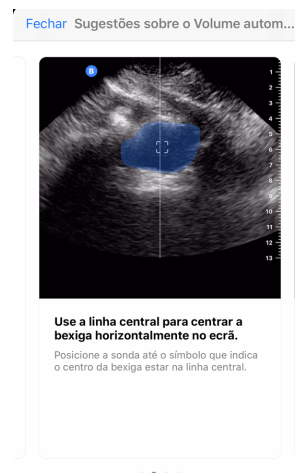 Fechar Sugestões sobre o Volume autom...
B
1
2
3
4
5
6
7
8
9
10
11
12
13
Use a linha central para centrar a
bexiga horizontalmente no ecrã.
Posicione a sonda até o símbolo que indica
o centro da bexiga estar na linha central.